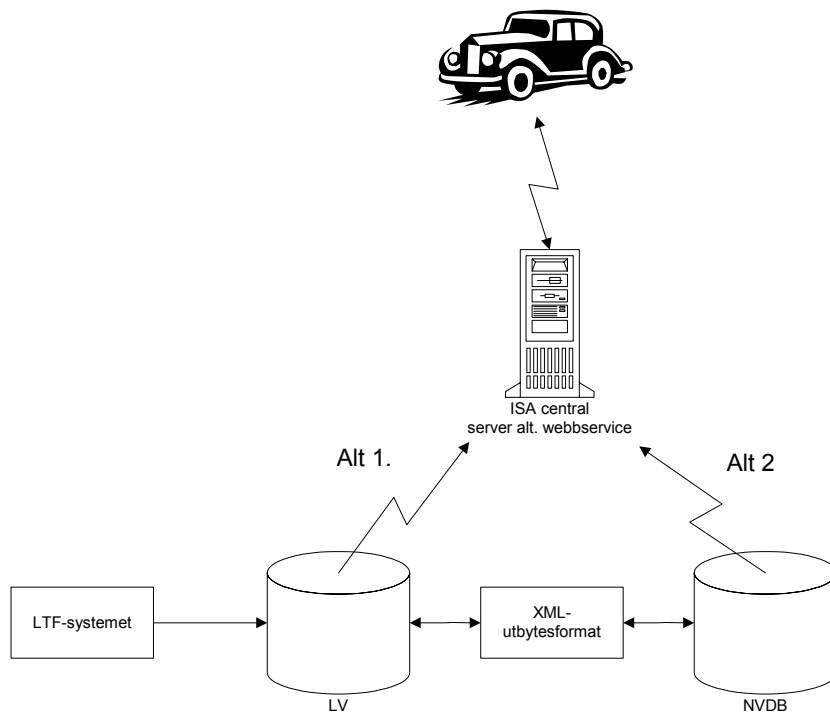 ISA central
server alt. webbservice
Alt 1.
Alt 2
LTF-systemet
XML-
utbytesformat
LV
NVDB